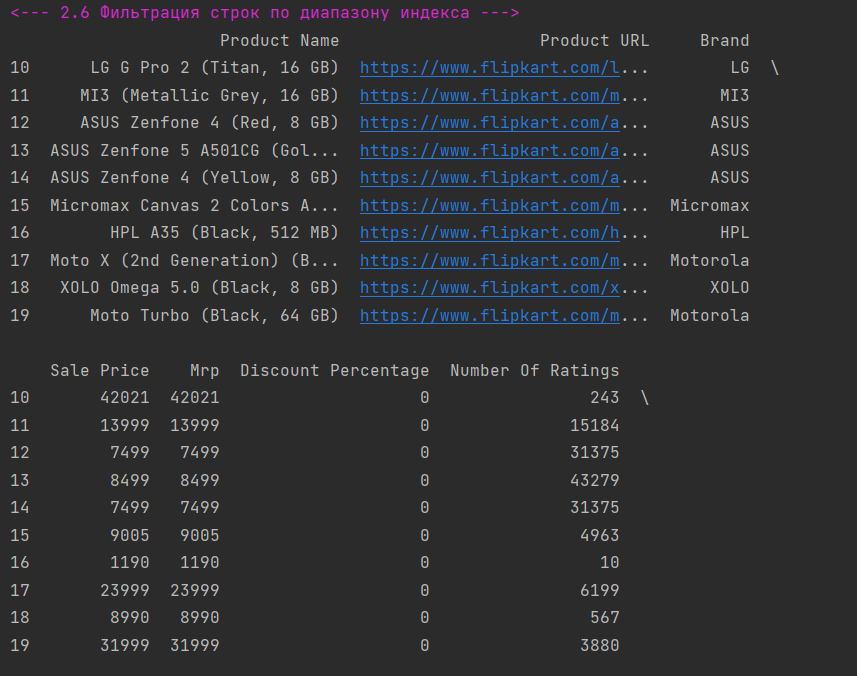 <--- 2.6 Фильтрация строк по диапазону индекса --->
Product Name Product URL Brand
10 LG G Pro 2 (Titan, 16 GB) https://www.flipkart.com/l... LG \
11 MI3 (Metallic Grey, 16 GB) https://www.flipkart.com/m... MI3
12 ASUS Zenfone 4 (Red, 8 GB) https://www.flipkart.com/a... ASUS
13 ASUS Zenfone 5 A501CG (Gol... https://www.flipkart.com/a... ASUS
14 ASUS Zenfone 4 (Yellow, 8 GB) https://www.flipkart.com/a... ASUS
15 Micromax Canvas 2 Colors A... https://www.flipkart.com/m... Micromax
16 HPL A35 (Black, 512 MB) https://www.flipkart.com/h... HPL
17 Moto X (2nd Generation) (B... https://www.flipkart.com/m... Motorola
18 XOLO Omega 5.0 (Black, 8 GB) https://www.flipkart.com/x... XOLO
19 Moto Turbo (Black, 64 GB) https://www.flipkart.com/m... Motorola
Sale Price Mrp Discount Percentage Number Of Ratings
10 42021 42021 0 243 \
11 13999 13999 0 15184
12 7499 7499 0 31375
13 8499 8499 0 43279
14 7499 7499 0 31375
15 9005 9005 0 4963
16 1190 1190 0 10
17 23999 23999 0 6199
18 8990 8990 0 567
19 31999 31999 0 3880